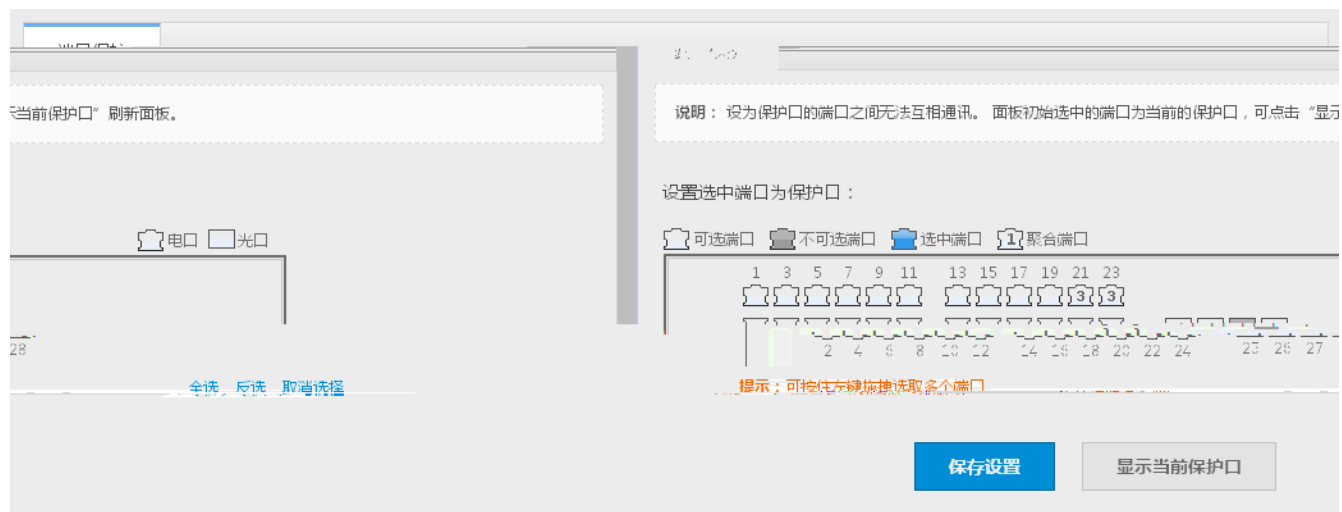 示当前保护口” 刷新面板。
说明： 设为保护口的端口之间无法互相通讯。 面板初始选中的端口为当前的保护口，可点击“显示
设置选中端口为保护口：
电口 光口
可选端口 不可选端口 选中端口 1 聚合端口
1 3 5 7 9 11 13 15 17 19 21 23
3 3
28
2 4 6 8 10 12 14 16 18 20 22 24 25 26 27
全选 反选 取消选择
提示：可按住左键拖拽选取多个端口
保存设置
显示当前保护口